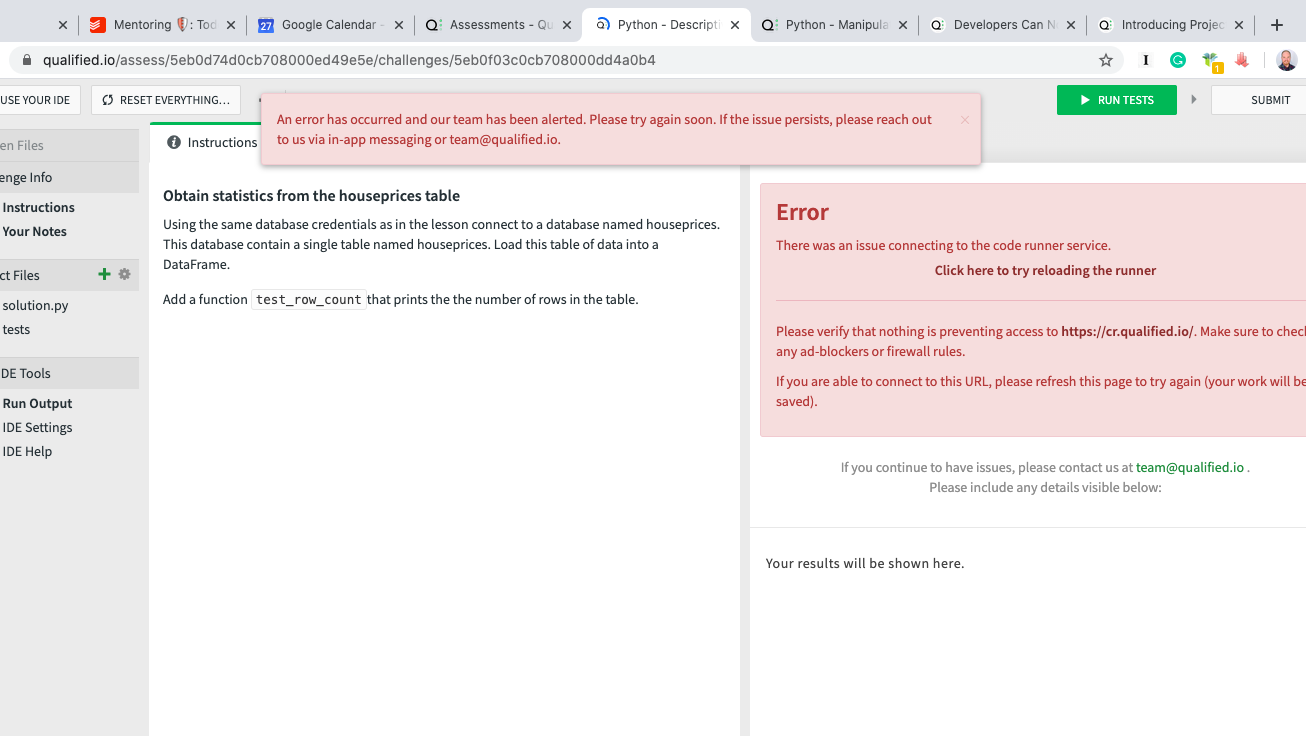 Mentoring 🛡: Tod
27 Google Calendar -
Assessments - Qu
Python - Descripti
Python - Manipula
Developers Can N
Introducing Projec
qualified.io/assess/5eb0d74d0cb708000ed49e5e/challenges/5eb0f03c0cb708000dd4a0b4
I
1
USE YOUR IDE
RESET EVERYTHING...
RUN TESTS
SUBMIT
An error has occurred and our team has been alerted. Please try again soon. If the issue persists, please reach out
to us via in-app messaging or team@qualified.io.
en Files
enge Info
Instructions
Your Notes
ct Files
solution.py
tests
DE Tools
Run Output
IDE Settings
IDE Help
Instructions
Obtain statistics from the houseprices table
Using the same database credentials as in the lesson connect to a database named houseprices.
This database contain a single table named houseprices. Load this table of data into a
DataFrame.
Add a function test_row_count that prints the the number of rows in the table.
Error
There was an issue connecting to the code runner service.
Click here to try reloading the runner
Please verify that nothing is preventing access to https://cr.qualified.io/. Make sure to check
any ad-blockers or firewall rules.
If you are able to connect to this URL, please refresh this page to try again (your work will be
saved).
If you continue to have issues, please contact us at team@qualified.io .
Please include any details visible below:
Your results will be shown here.